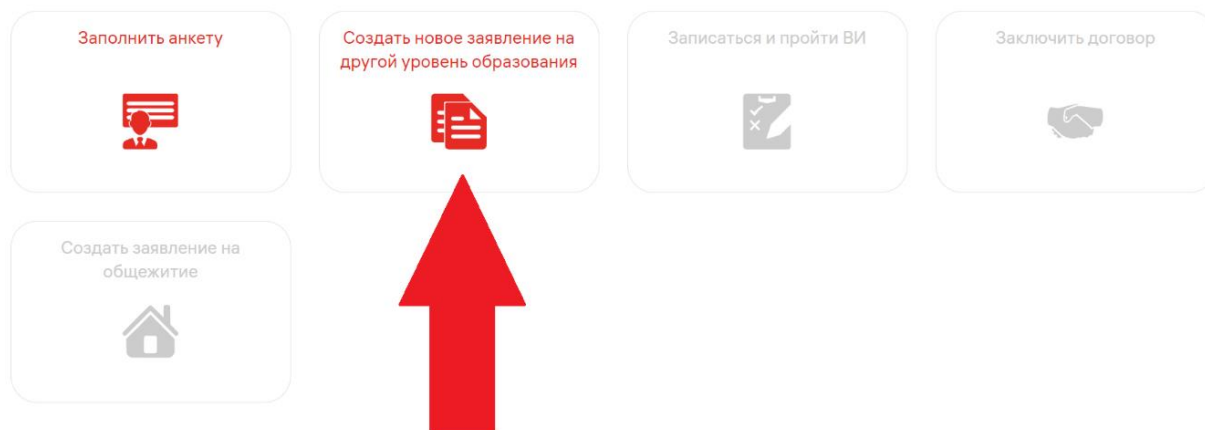 Заполнить анкету
Создать новое заявление на
другой уровень образования
Записаться и пройти ВИ
Заключить договор
Создать заявление на
общежитие